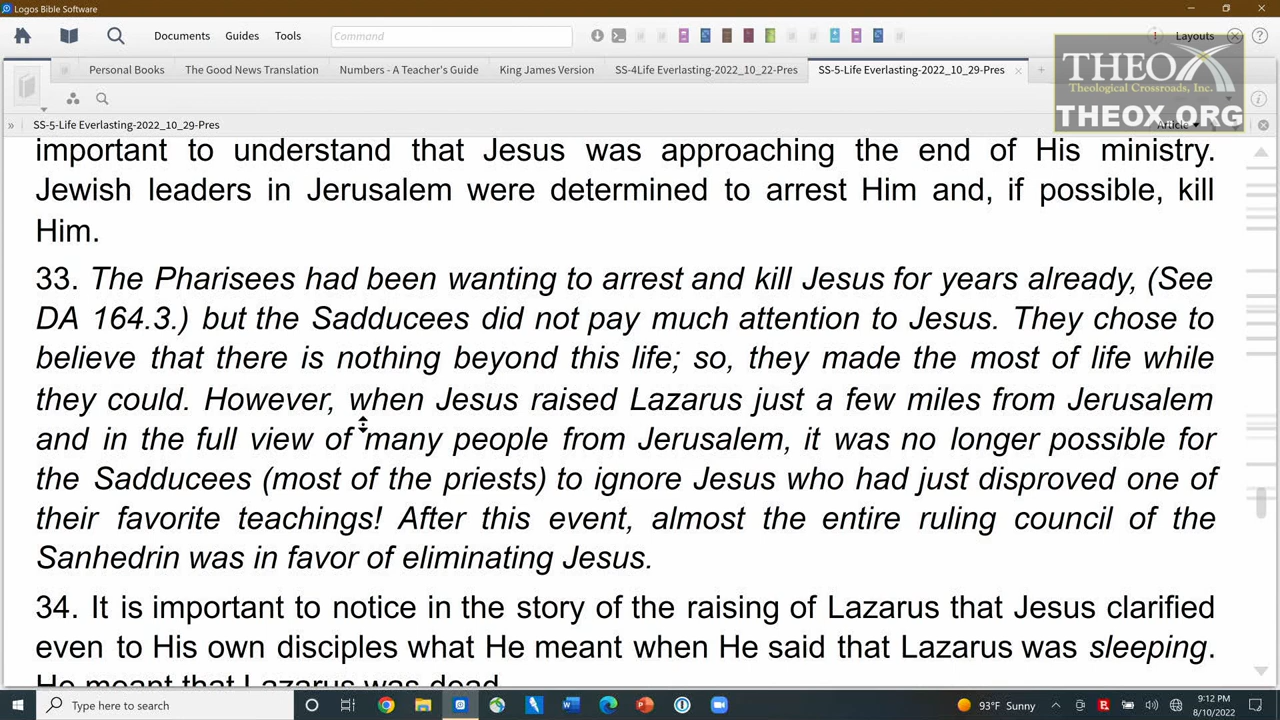 Logos Bible Software
Documents Guides Tools Command Layouts
THEOX
Theological Crossroads, Inc.
THEOX.ORG
Personal Books The Good News Translation Numbers - A Teacher's Guide King James Version SS-4Life Everlasting-2022_10_22-Pres SS-5-Life Everlasting-2022_10_29-Pres
SS-5-Life Everlasting-2022_10_29-Pres Article
important to understand that Jesus was approaching the end of His ministry.
Jewish leaders in Jerusalem were determined to arrest Him and, if possible, kill
Him.
33. The Pharisees had been wanting to arrest and kill Jesus for years already, (See
DA 164.3.) but the Sadducees did not pay much attention to Jesus. They chose to
believe that there is nothing beyond this life; so, they made the most of life while
they could. However, when Jesus raised Lazarus just a few miles from Jerusalem
and in the full view of many people from Jerusalem, it was no longer possible for
the Sadducees (most of the priests) to ignore Jesus who had just disproved one of
their favorite teachings! After this event, almost the entire ruling council of the
Sanhedrin was in favor of eliminating Jesus.
34. It is important to notice in the story of the raising of Lazarus that Jesus clarified
even to His own disciples what He meant when He said that Lazarus was sleeping.
He meant that Lazarus was dead.
Type here to search 93°F Sunny 9:12 PM
8/10/2022